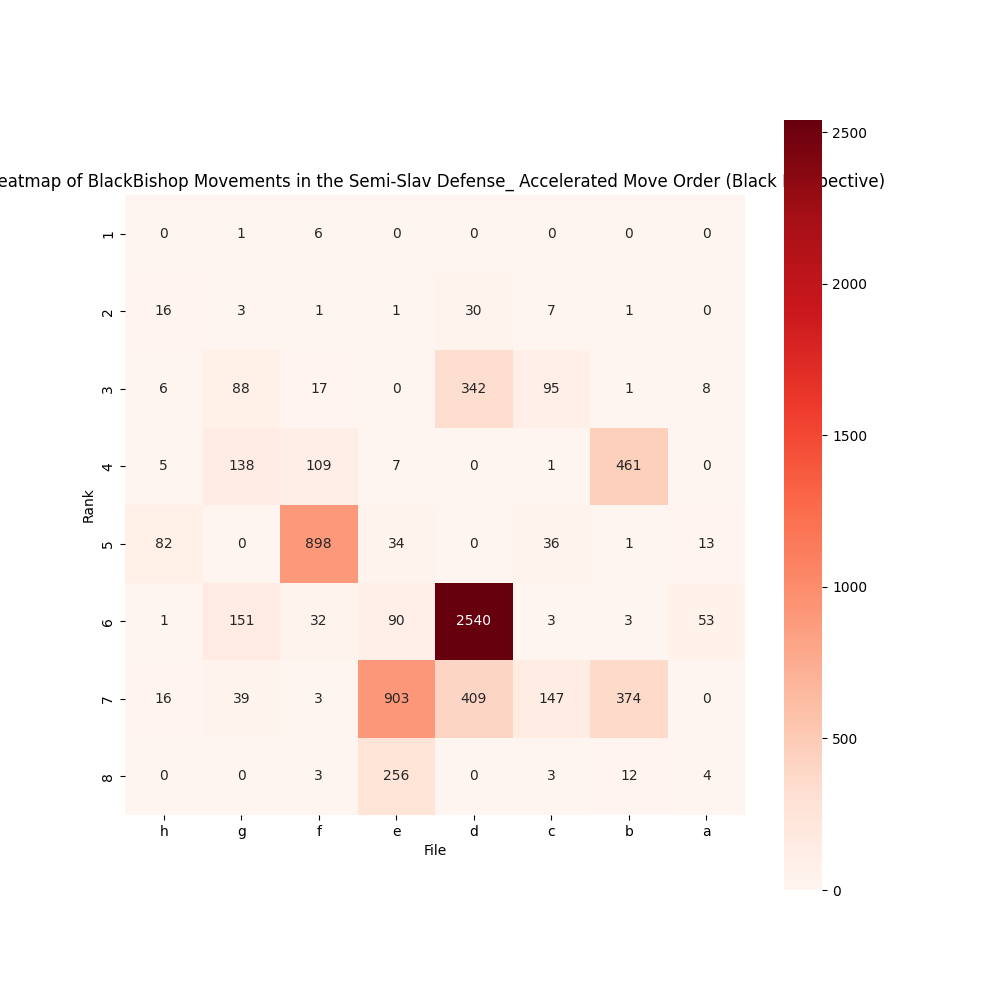 eatmap of BlackBishop Movements in the Semi-Slav Defense_ Accelerated Move Order (Black pective)
1 0 1 6 0 0 0 0 0
2 16 3 1 1 30 7 1 0
3 6 88 17 0 342 95 1 8
4 5 138 109 7 0 1 461 0
5 82 0 898 34 0 36 1 13
6 1 151 32 90 2540 3 3 53
7 16 39 3 903 409 147 374 0
8 0 0 3 256 0 3 12 4
h g f e d c b a
File
Rank
2500
2000
1500
1000
500
0